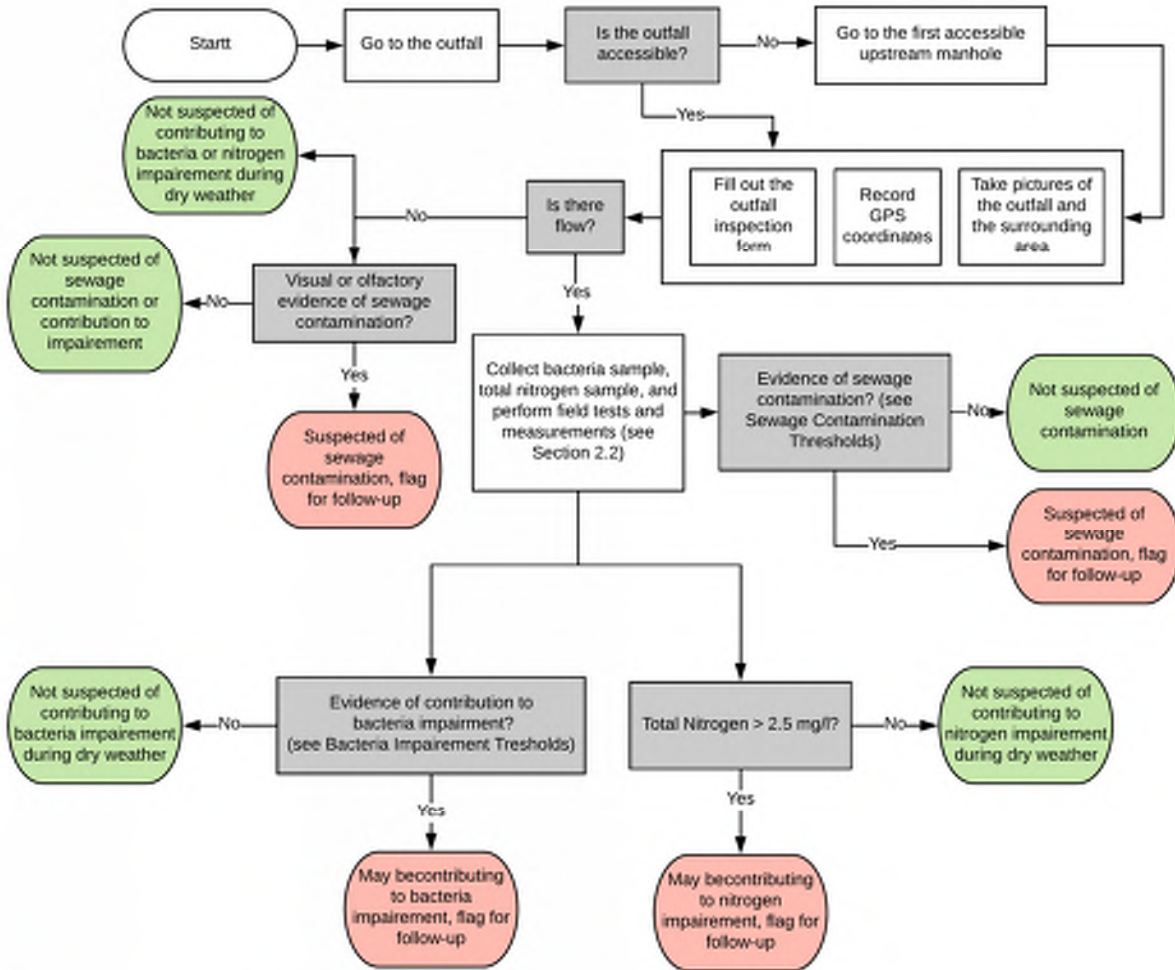 Startt
Go to the outfall
Is the outfall
accessible?
No
Go to the first accessible
upstream manhole
Yes
Not suspected of
contributing to
bacteria or nitrogen
impairement during
dry weather
Fill out the
outfall
inspection
form
Record
GPS
coordinates
Take pictures of
the outfall and
the surrounding
area
Is there
flow?
No
Yes
Visual or olfactory
evidence of sewage
contamination?
No
Not suspected of
sewage
contamination or
contribution to
impairement
Yes
Suspected of
sewage
contamination, flag
for follow-up
Collect bacteria sample,
total nitrogen sample, and
perform field tests and
measurements (see
Section 2.2)
Evidence of sewage
contamination? (see
Sewage Contamination
Thresholds)
No
Not suspected of
sewage
contamination
Yes
Suspected of
sewage
contamination, flag
for follow-up
Evidence of contribution to
bacteria impairment?
(see Bacteria Impairement Tresholds)
No
Not suspected of
contributing to
bacteria impairement
during dry weather
Yes
May becontributing
to bacteria
impairement, flag for
follow-up
Total Nitrogen > 2.5 mg/l?
No
Not suspected of
contributing to
nitrogen impairement
during dry weather
Yes
May becontributing
to nitrogen
impairement, flag for
follow-up